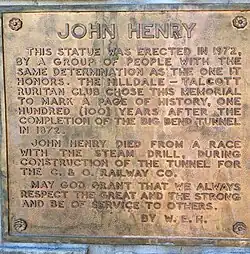 JOHN HENRY
THIS STATUE WAS ERECTED IN 1972,
BY A GROUP OF PEOPLE WITH THE
SAME DETERMINATION AS THE ONE IT
HONORS. THE HILLDALE - TALCOTT
RURITAN CLUB CHOSE THIS MEMORIAL
TO MARK A PAGE OF HISTORY, ONE
HUNDRED (100) YEARS AFTER THE
COMPLETION OF THE BIG BEND TUNNEL
IN 1872.
JOHN HENRY DIED FROM A RACE
WITH THE STEAM DRILL, DURING
CONSTRUCTION OF THE TUNNEL FOR
THE C. & O. RAILWAY CO.
MAY GOD GRANT THAT WE ALWAYS
RESPECT THE GREAT AND THE STRONG
AND BE OF SERVICE TO OTHERS.
BY W. E. H.